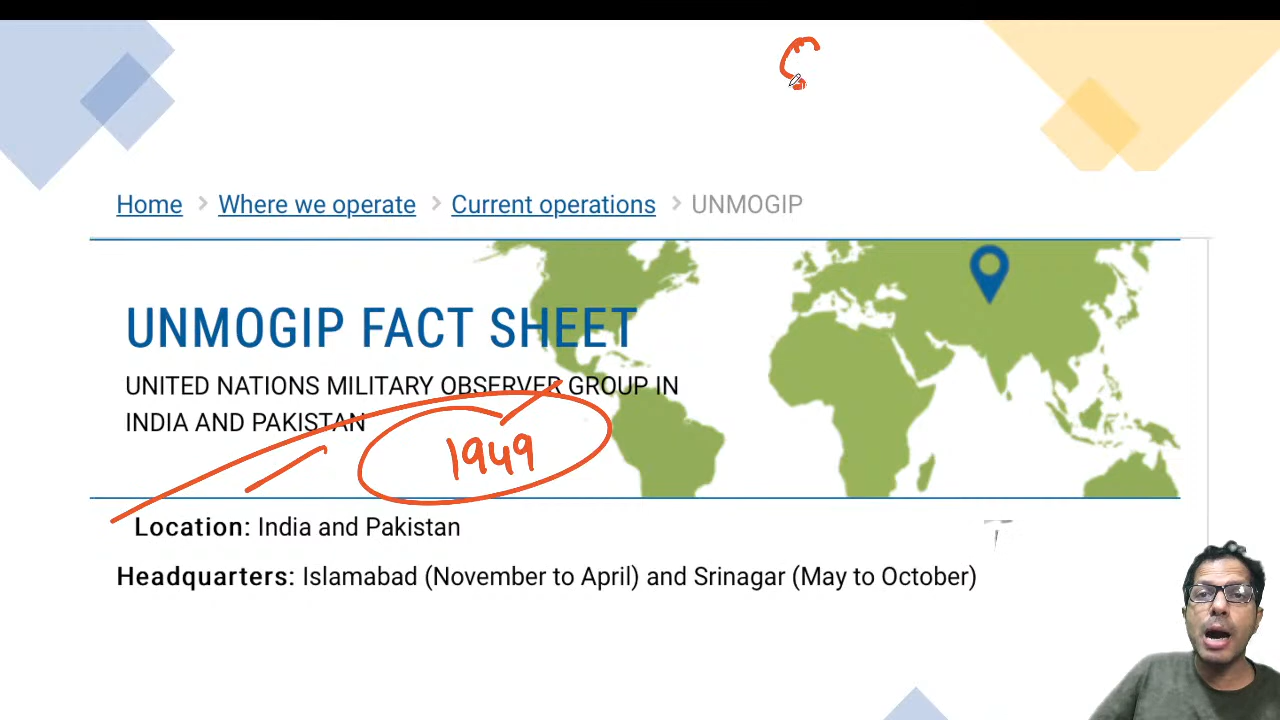 Home > Where we operate > Current operations > UNMOGIP
UNMOGIP FACT SHEET
UNITED NATIONS MILITARY OBSERVER GROUP IN
INDIA AND PAKISTAN
1949
Location: India and Pakistan
Headquarters: Islamabad (November to April) and Srinagar (May to October)